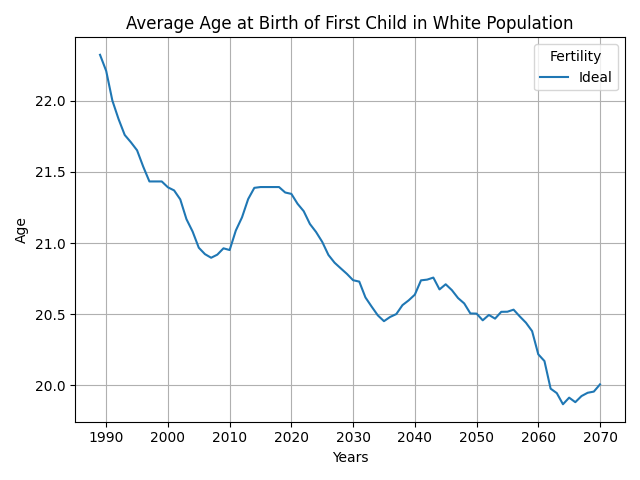 Average Age at Birth of First Child in White Population
Fertility
Ideal
Age
22.0
21.5
21.0
20.5
20.0
1990 2000 2010 2020 2030 2040 2050 2060 2070
Years